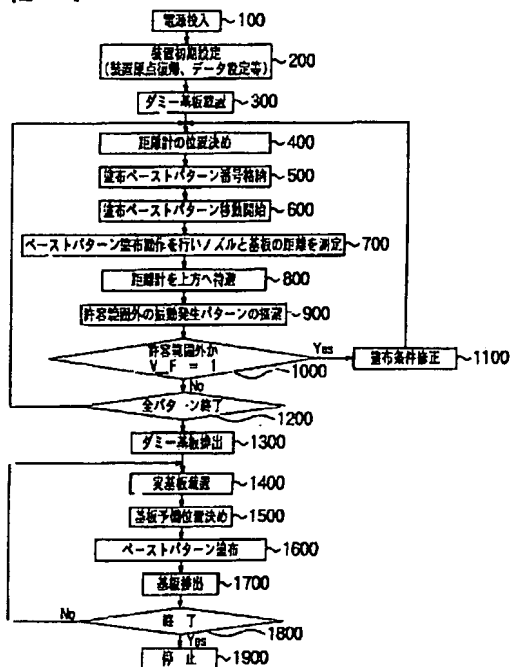 電源投入 100
装置初期設定
(装置原点復帰、データ設定等) 200
ダミー基板設置 300
距離計の位置決め 400
塗布ペーストパターン番号格納 500
塗布ペーストパターン移動開始 600
ペーストパターン塗布動作を行いノズルと基板の距離を測定 700
距離計を上方へ待避 800
許容範囲外の振動発生パターンの探索 900
許容範囲外か
V_F = 1 1000
Yes
塗布条件修正 1100
No
全パターン終了 1200
ダミー基板排出 1300
実基板設置 1400
基板予備位置決め 1500
ペーストパターン塗布 1600
基板排出 1700
No
終了 1800
Yes
停止 1900